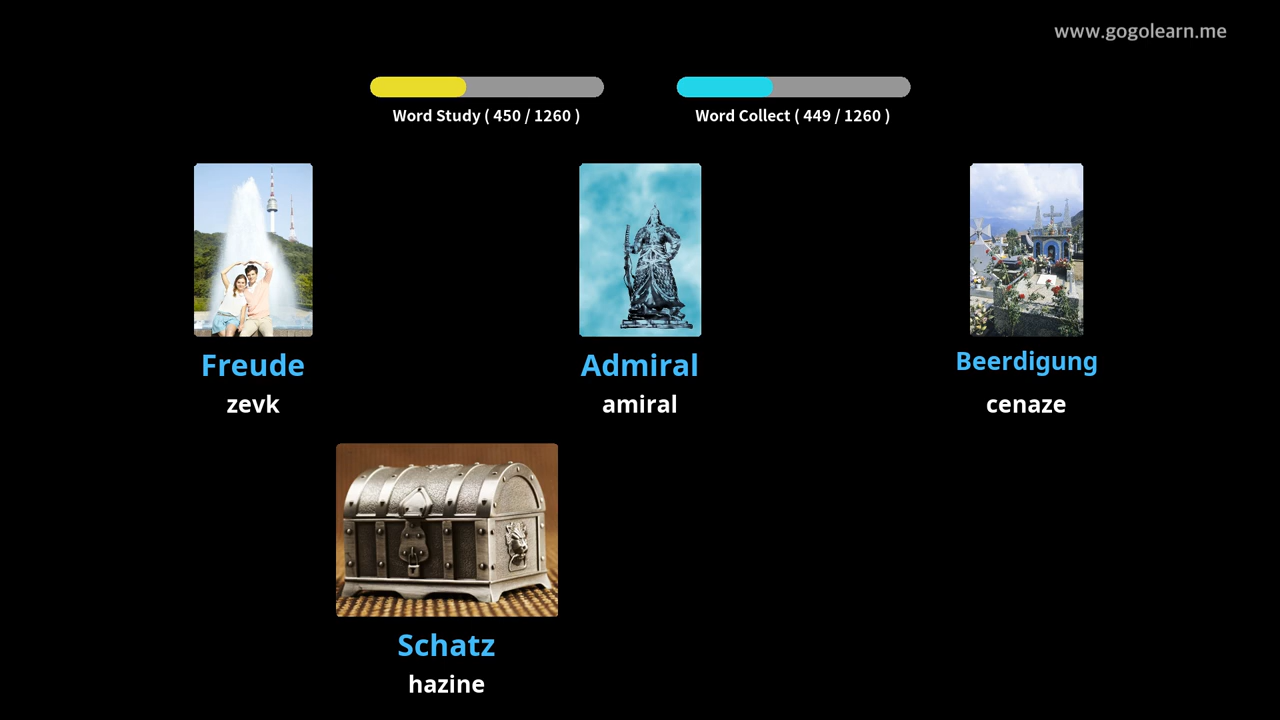 www.gogolearn.me
Word Study ( 450 / 1260 )
Word Collect ( 449 / 1260 )
Freude
zevk
Admiral
amiral
Beerdigung
cenaze
Schatz
hazine